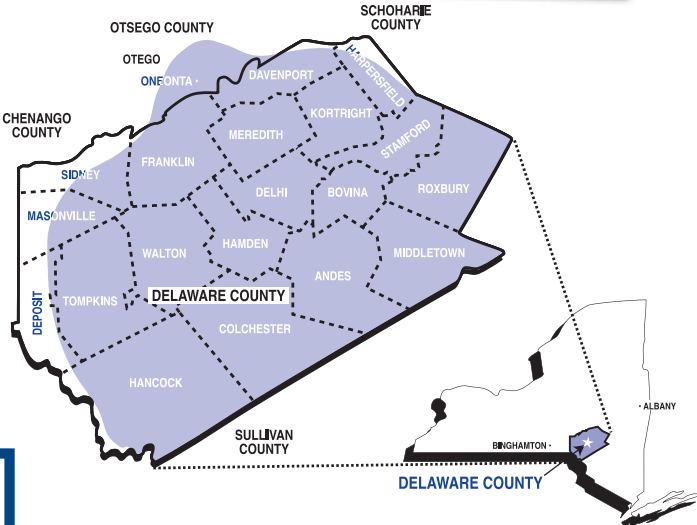 SCHOHARIE
COUNTY
OTSEGO COUNTY
OTEGO
ONEONTA
DAVENPORT
HARPERSFIELD
CHENANGO
COUNTY
KORTRIGHT
MEREDITH
STAMFORD
FRANKLIN
SIDNEY
DELHI
BOVINA
ROXBURY
MASONVILLE
HAMDEN
WALTON
MIDDLETOWN
ANDES
DEPOSIT
TOMPKINS
DELAWARE COUNTY
COLCHESTER
HANCOCK
SULLIVAN
COUNTY
ALBANY
BINGHAMTON
DELAWARE COUNTY